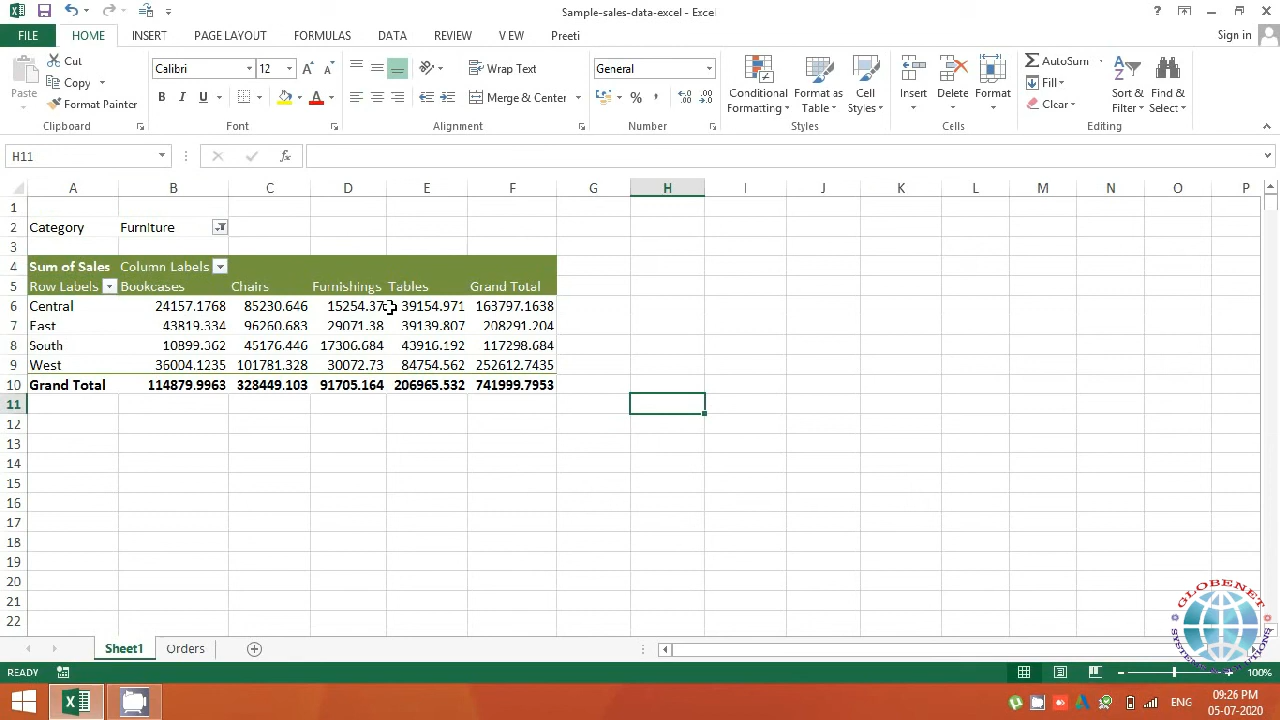 Sample-sales-data-excel - Excel
FILE HOME INSERT PAGE LAYOUT FORMULAS DATA REVIEW VIEW Preeti Sign in
Paste Cut Copy Format Painter Clipboard
Calibri 12 B I U Font
Wrap Text Merge & Center Alignment
General % , Number
Conditional Formatting Format as Table Cell Styles Styles
Insert Delete Format Cells
AutoSum Fill Clear Sort & Filter Find & Select Editing
H11 fx
A B C D E F G H I J K L M N O P
1
2 Category Furniture
3
4 Sum of Sales Column Labels
5 Row Labels Bookcases Chairs Furnishings Tables Grand Total
6 Central 24157.1768 85230.646 15254.37 39154.971 163797.1638
7 East 43819.334 96260.683 29071.38 39139.807 208291.204
8 South 10899.362 45176.446 17306.684 43916.192 117298.684
9 West 36004.1235 101781.328 30072.73 84754.562 252612.7435
10 Grand Total 114879.9963 328449.103 91705.164 206965.532 741999.7953
11
12
13
14
15
16
17
18
19
20
21
22
GLOBENET
SYSTEMS & SOLUTIONS
Sheet1 Orders
READY 100%
ENG 09:26 PM
05-07-2020